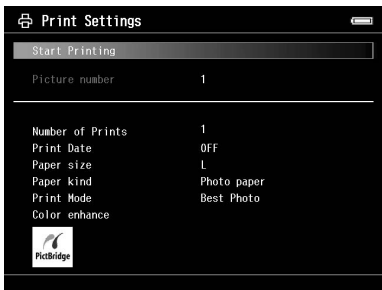 Print Settings
Start Printing
Picture number 1
Number of Prints 1
Print Date OFF
Paper size L
Paper kind Photo paper
Print Mode Best Photo
Color enhance
PictBridge